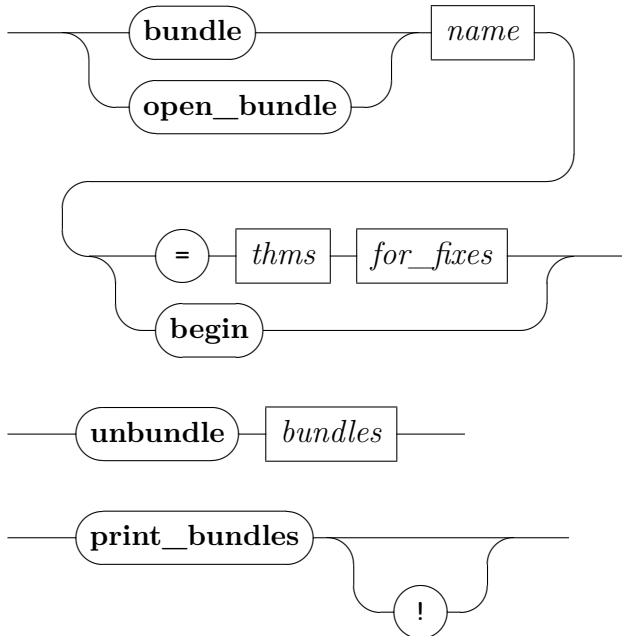 bundle name
open_bundle
= thms for_fixes
begin
unbundle bundles
print_bundles
!